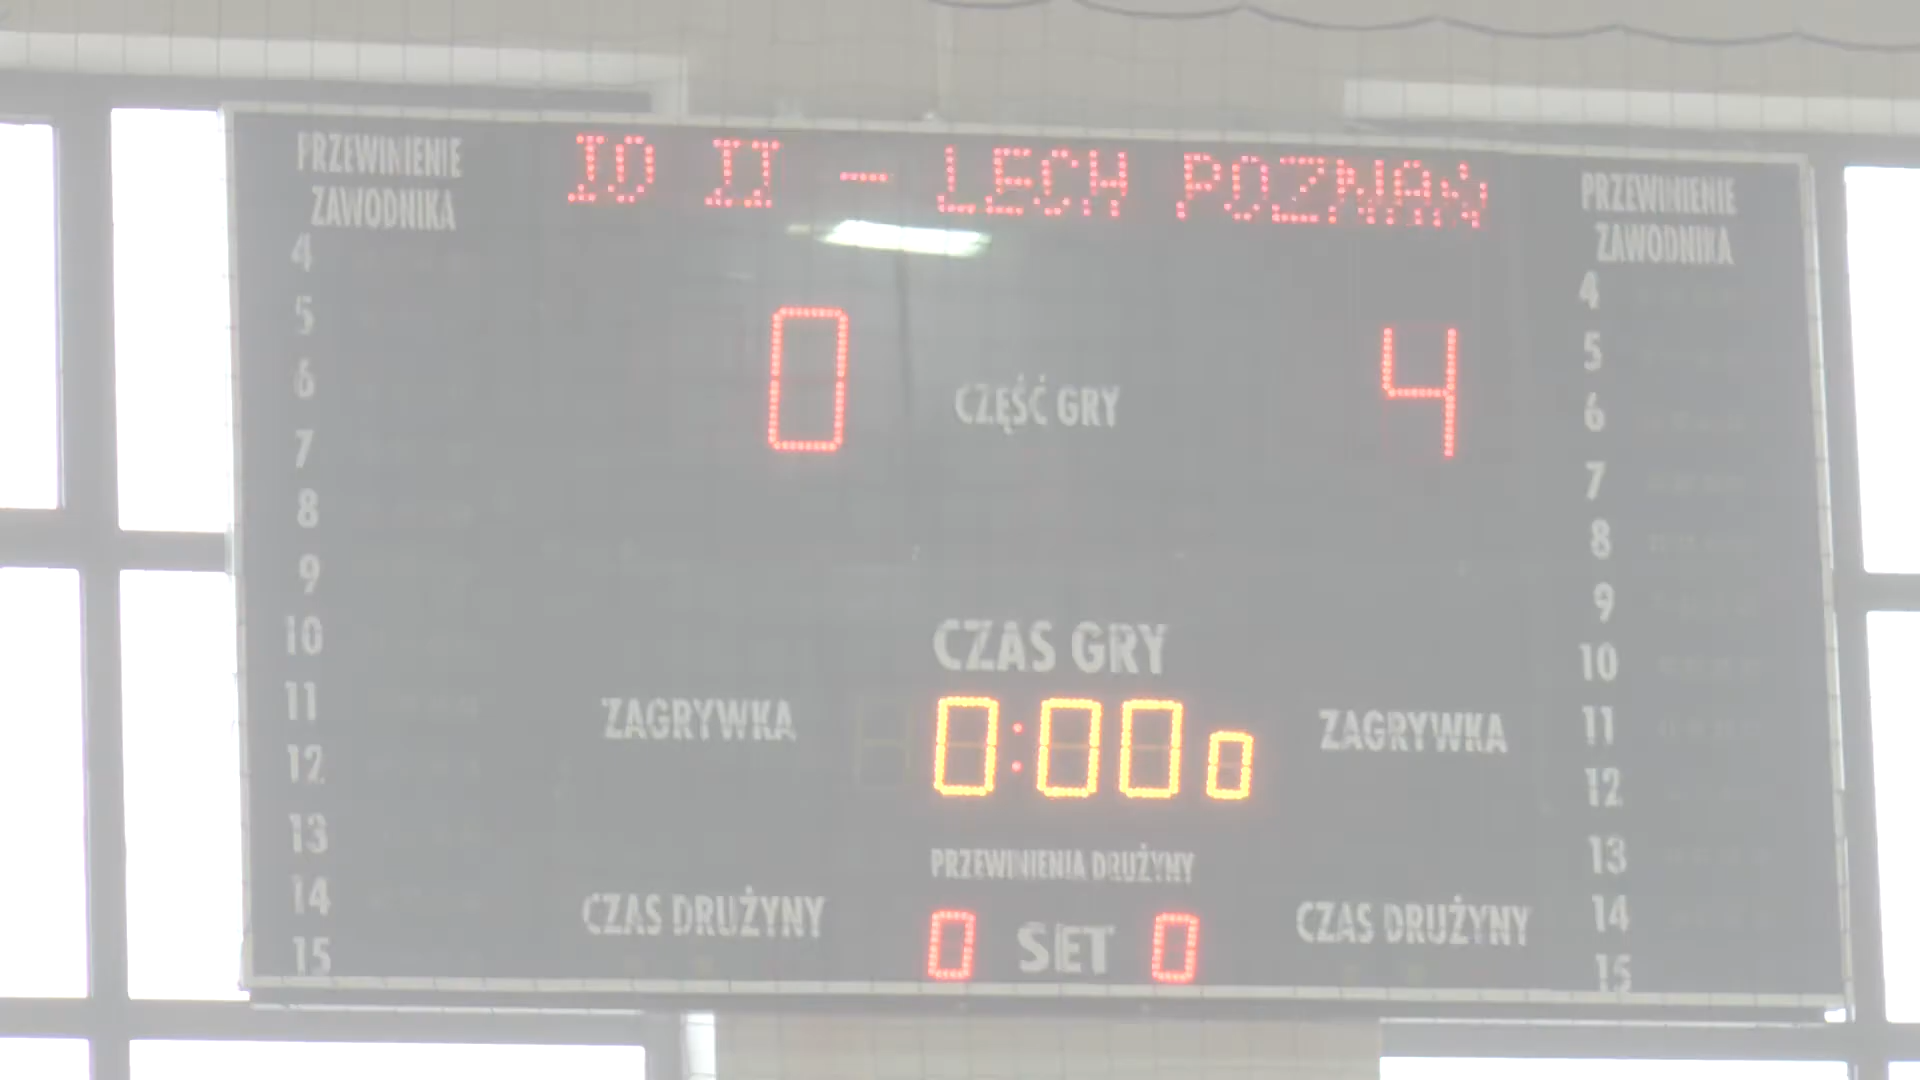 IO II - LECH POZNAŃ
PRZEWINIENIE
ZAWODNIKA
4
5
6
7
8
9
10
11
12
13
14
15
0
CZĘŚĆ GRY
4
CZAS GRY
ZAGRYWKA
0:00 0
ZAGRYWKA
PRZEWINIENIA DRUŻYNY
CZAS DRUŻYNY
0 SET 0
CZAS DRUŻYNY
PRZEWINIENIE
ZAWODNIKA
4
5
6
7
8
9
10
11
12
13
14
15